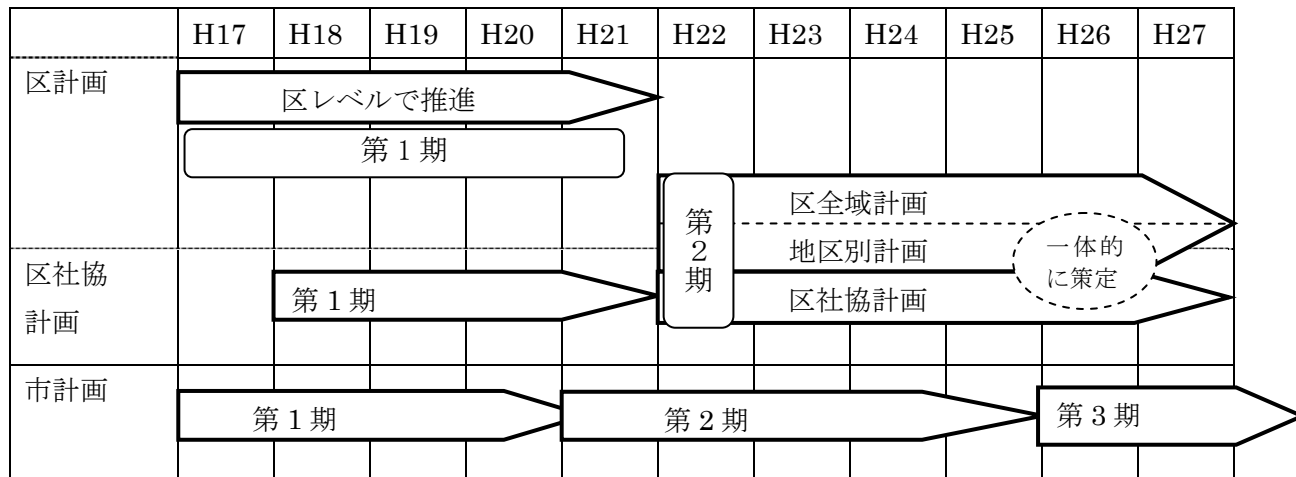 H17 H18 H19 H20 H21 H22 H23 H24 H25 H26 H27
区計画
区レベルで推進
第1期
第2期
区全域計画
地区別計画
一体的
に策定
区社協
計画
第1期
区社協計画
市計画
第1期
第2期
第3期